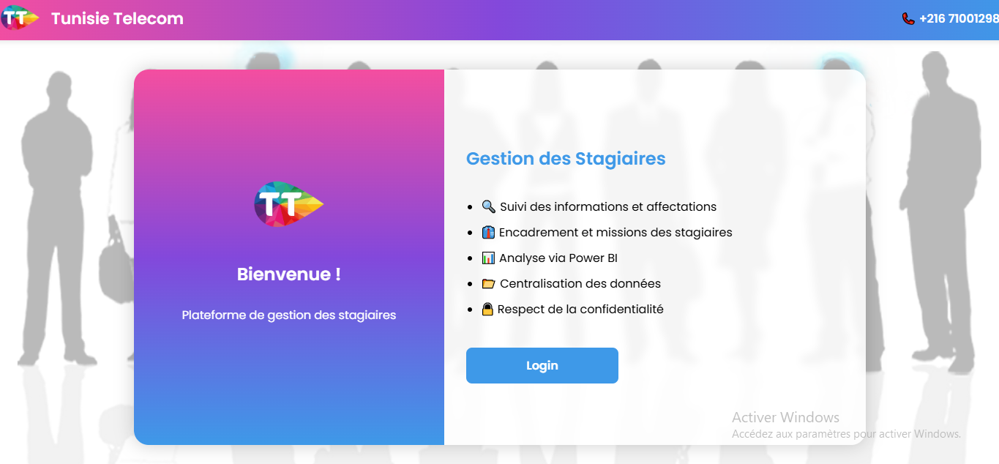 TT Tunisie Telecom
+216 71001298
TT
Bienvenue !
Plateforme de gestion des stagiaires
Gestion des Stagiaires
Suivi des informations et affectations
Encadrement et missions des stagiaires
Analyse via Power BI
Centralisation des données
Respect de la confidentialité
Login
Activer Windows
Accédez aux paramètres pour activer Windows.